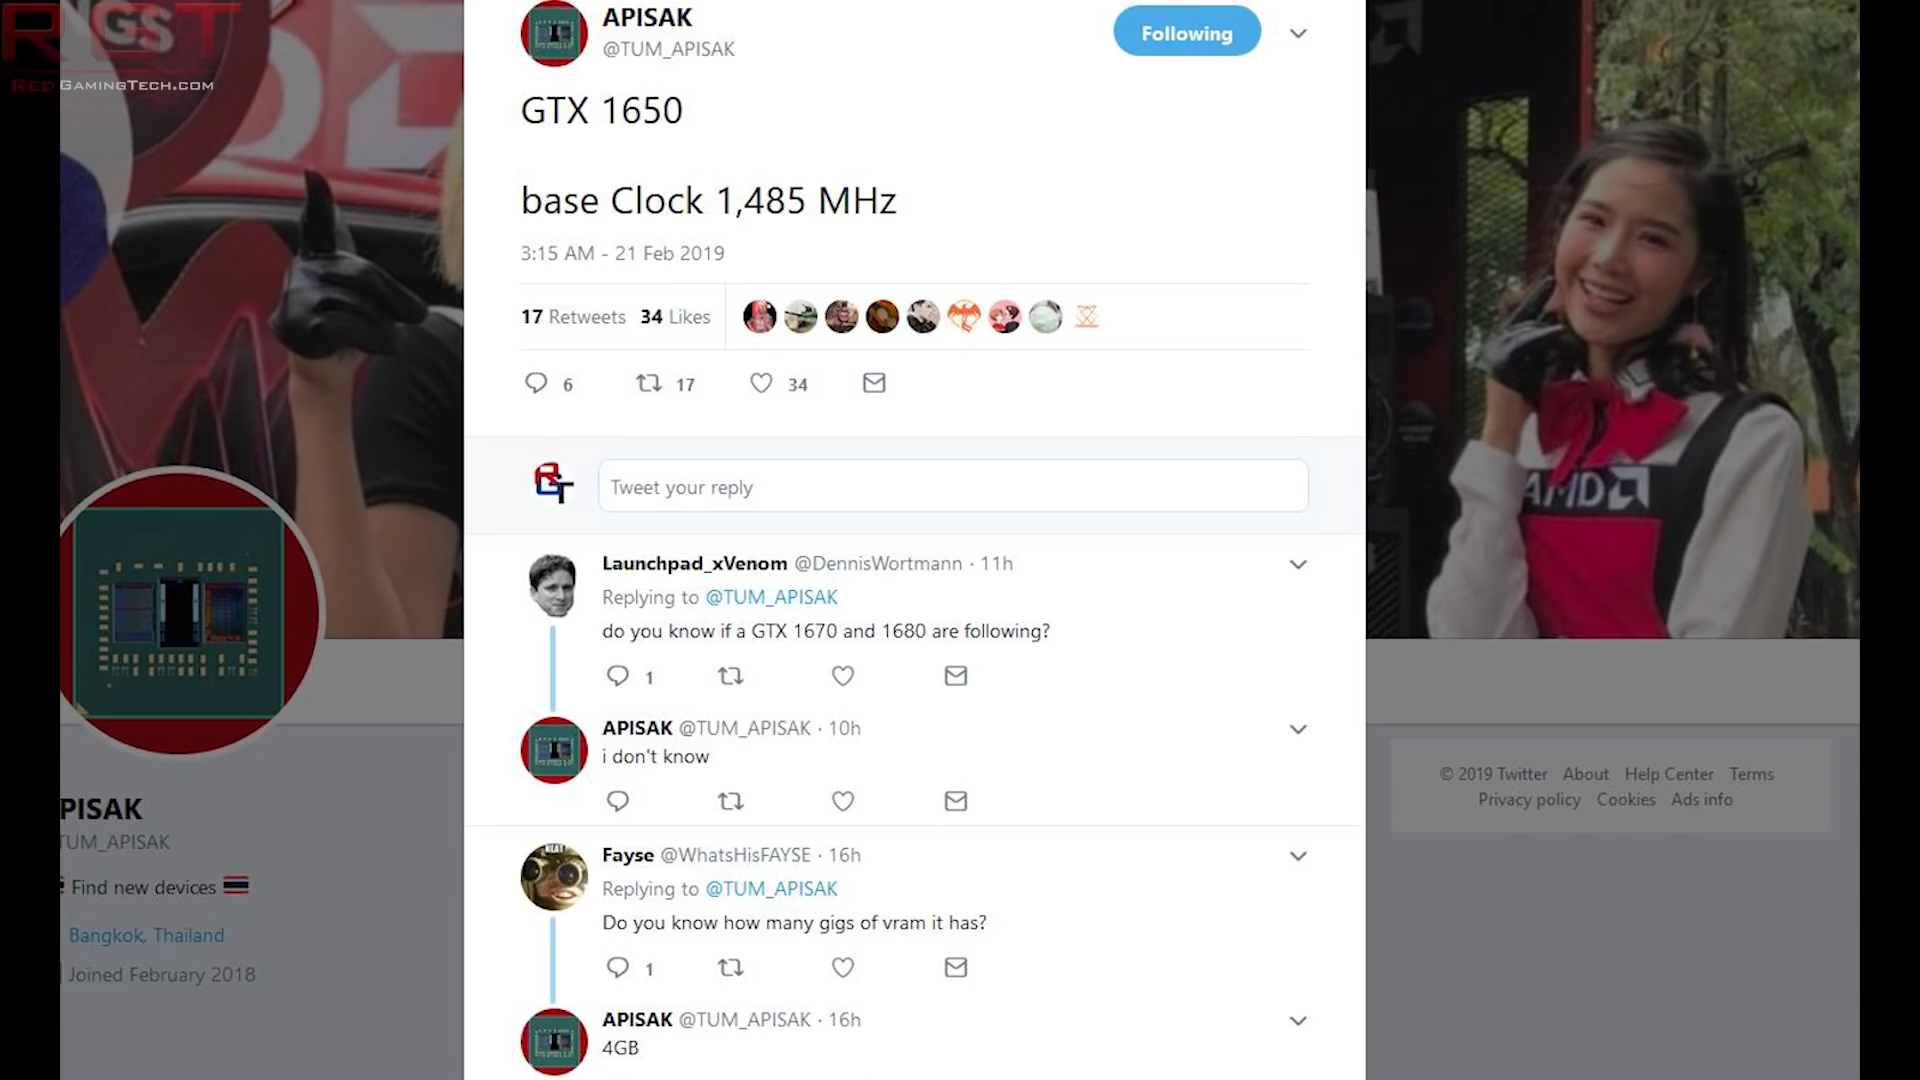 RGT
REDGAMINGTECH.COM
NGS
APISAK
@TUM_APISAK
Following
GTX 1650
base Clock 1,485 MHz
3:15 AM - 21 Feb 2019
17 Retweets 34 Likes
6 17 34
Tweet your reply
Launchpad_xVenom @DennisWortmann · 11h
Replying to @TUM_APISAK
do you know if a GTX 1670 and 1680 are following?
1
APISAK @TUM_APISAK · 10h
i don't know
Fayse @WhatsHisFAYSE · 16h
Replying to @TUM_APISAK
Do you know how many gigs of vram it has?
1
APISAK @TUM_APISAK · 16h
4GB
PISAK
TUM_APISAK
Find new devices
Bangkok, Thailand
Joined February 2018
AMD
© 2019 Twitter About Help Center Terms
Privacy policy Cookies Ads info